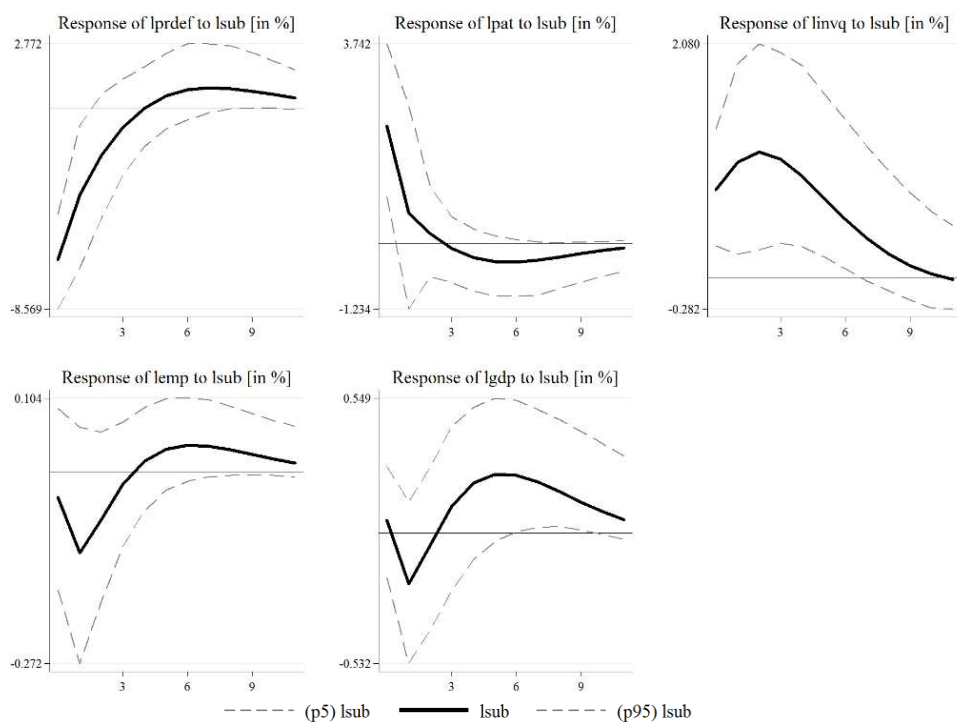 Response of lprdef to lsub [in %]
2.772
-8.569
3 6 9
Response of lpat to lsub [in %]
3.742
-1.234
3 6 9
Response of linvq to lsub [in %]
2.080
-0.282
3 6 9
Response of lemp to lsub [in %]
0.104
-0.272
3 6 9
Response of lgdp to lsub [in %]
0.549
-0.532
3 6 9
(p5) lsub lsub (p95) lsub